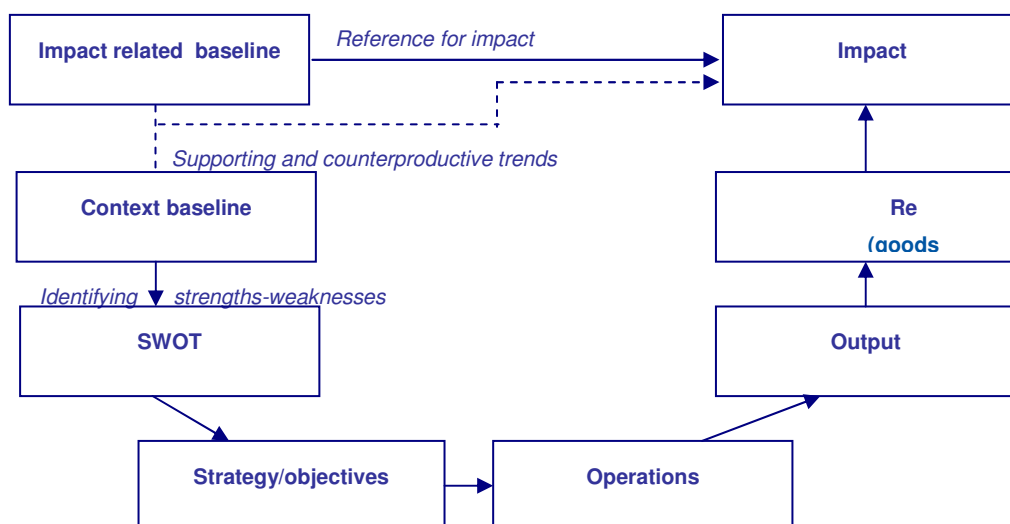 Impact related baseline
Reference for impact
Impact
Supporting and counterproductive trends
Context baseline
Re
(goods
Identifying strengths-weaknesses
SWOT
Output
Strategy/objectives
Operations